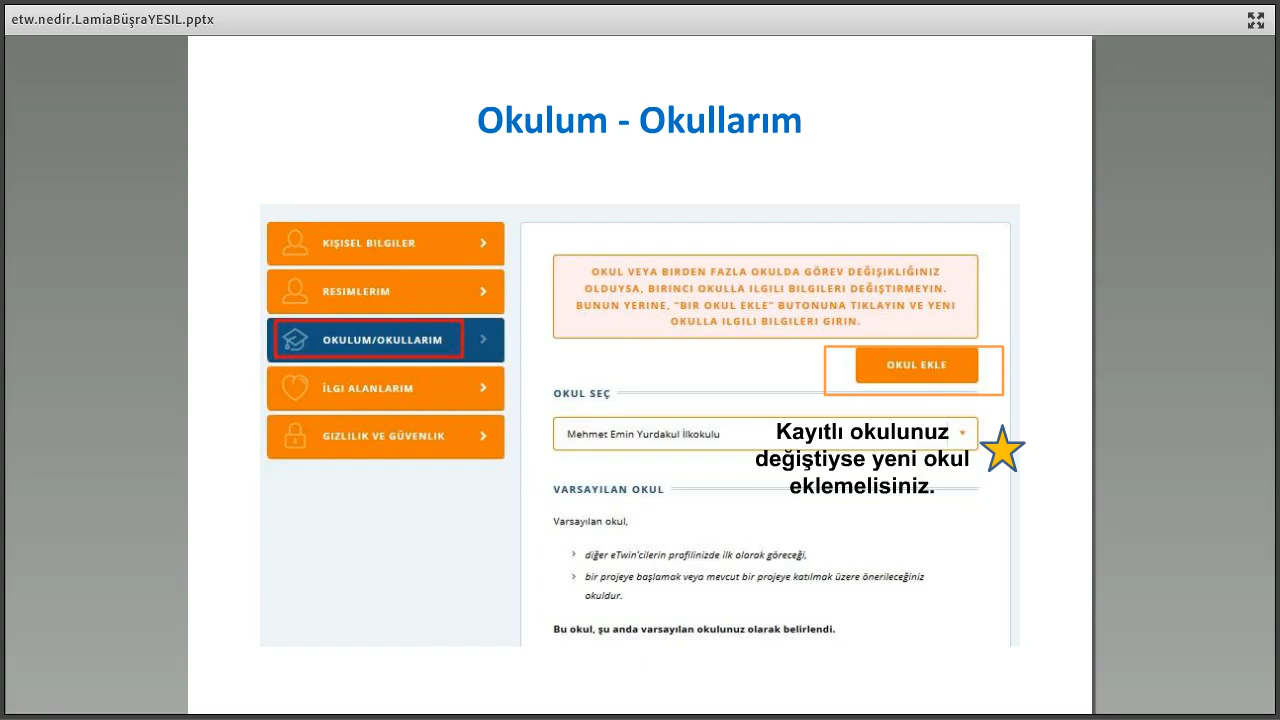 etw.nedir.LamiaBüşraYESIL.pptx
Okulum - Okullarım
KIŞISEL BILGILER
RESIMLERIM
OKULUM/OKULLARIM
İLGI ALANLARIM
GIZLILIK VE GÜVENLIK
OKUL VEYA BIRDEN FAZLA OKULDA GÖREV DEĞIŞIKLIĞINIZ
OLDUYSA, BIRINCI OKULLA ILGILI BILGILERI DEĞIŞTIRMEYIN.
BUNUN YERINE, "BIR OKUL EKLE" BUTONUNA TIKLAYIN VE YENI
OKULLA ILGILI BILGILERI GIRIN.
OKUL EKLE
OKUL SEÇ
Mehmet Emin Yurdakul İlkokulu
Kayıtlı okulunuz
değiştiyse yeni okul
eklemelisiniz.
VARSAYILAN OKUL
Varsayılan okul,
diğer eTwin'cilerin profilinizde ilk olarak göreceği,
bir projeye başlamak veya mevcut bir projeye katılmak üzere önerileceğiniz
okuldur.
Bu okul, şu anda varsayılan okulunuz olarak belirlendi.